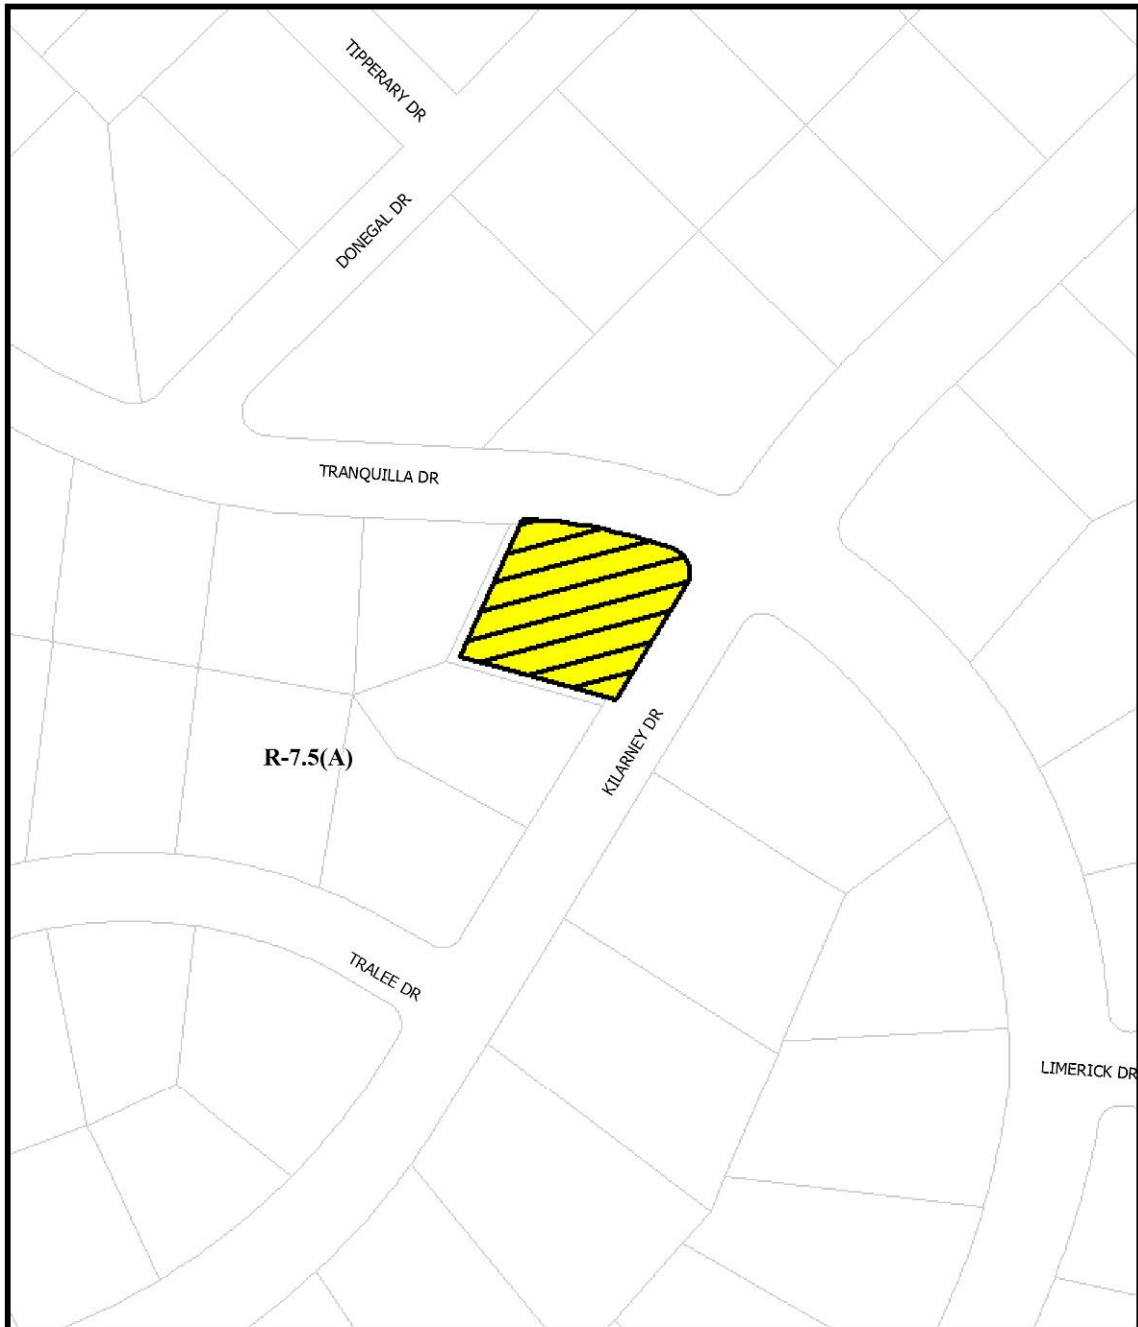 TIPPERARY DR
DONEGAL DR
TRANQUILLA DR
KILARNEY DR
R-7.5(A)
TRALEE DR
LIMERICK DR